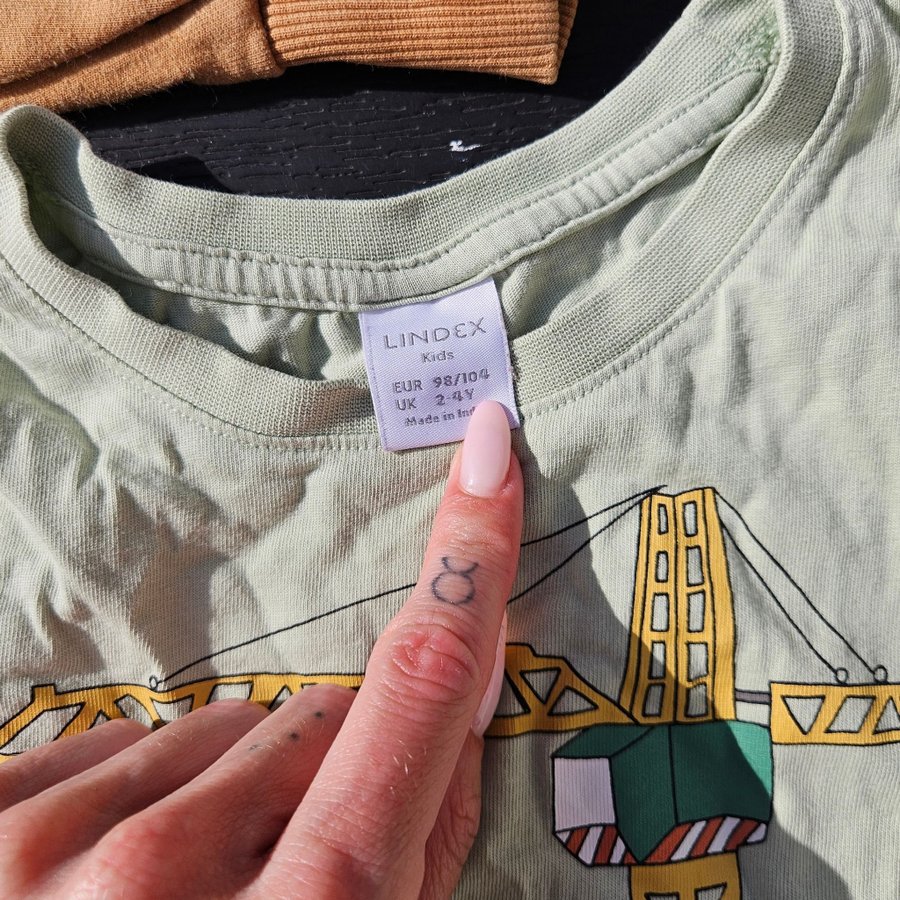 LINDEX
Kids
EUR 98/104
UK 2-4Y
Made in